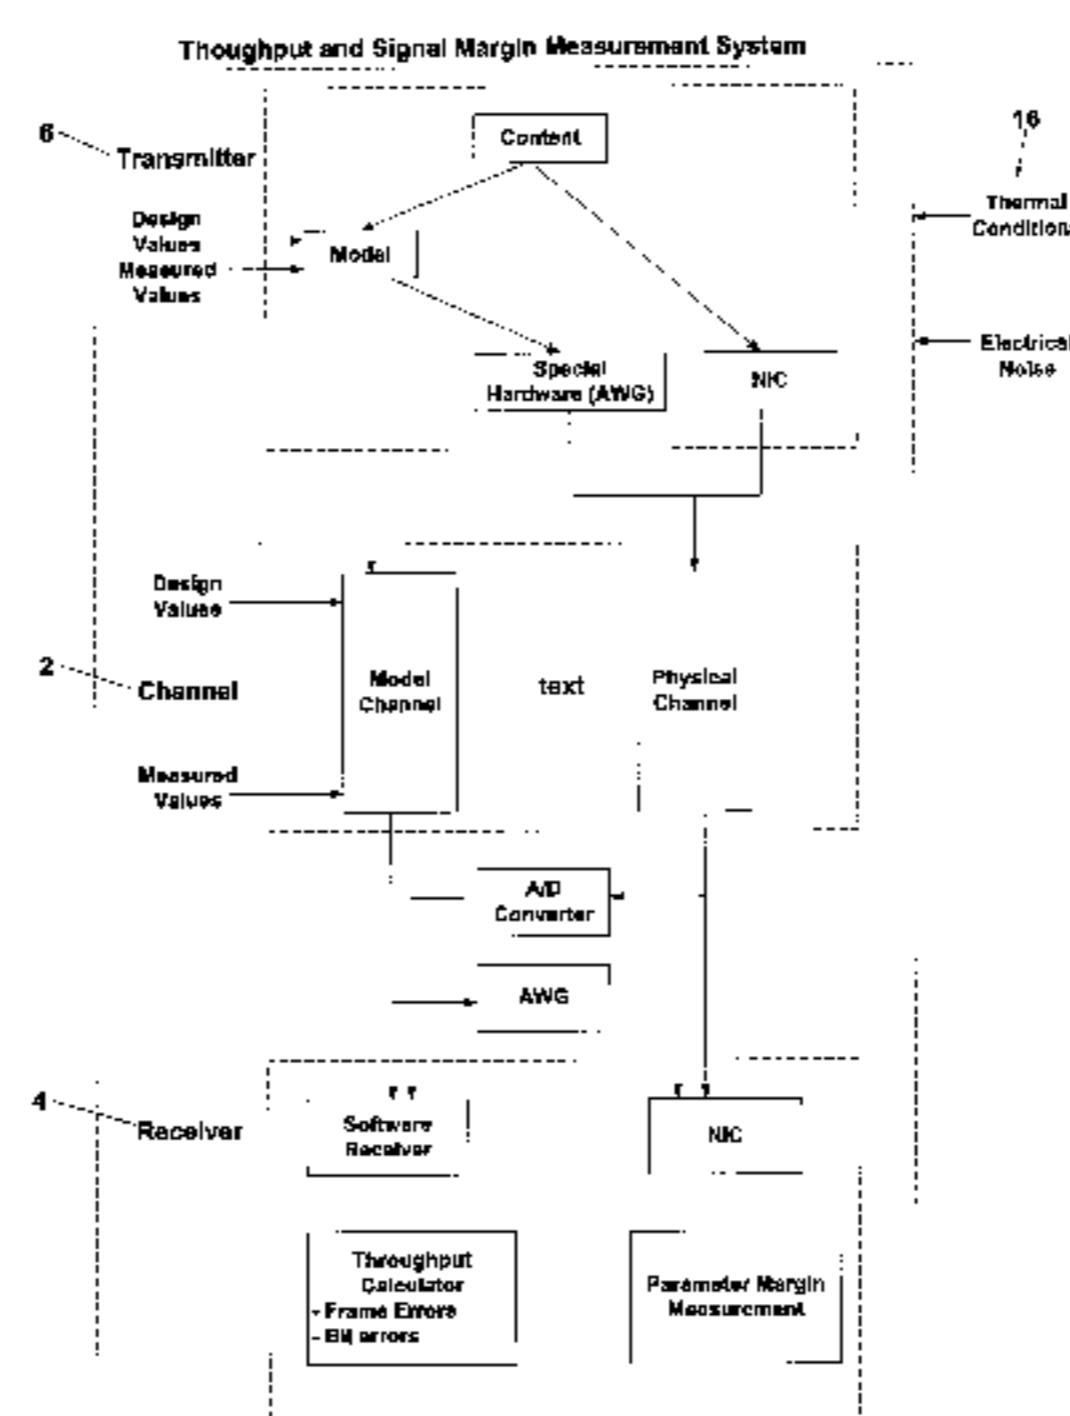 Thoughput and Signal Margin Measurement System
6
Transmitter
Content
16
Thermal
Condition
Design
Values
Measured
Values
Model
Electrical
Noise
Special
Hardware (AWG)
NIC
Design
Values
2
Channel
Model
Channel
text
Physical
Channel
Measured
Values
A/D
Converter
AWG
4
Receiver
Software
Receiver
NIC
Throughput
Calculator
- Frame Errors
- Bit errors
Parameter Margin
Measurement